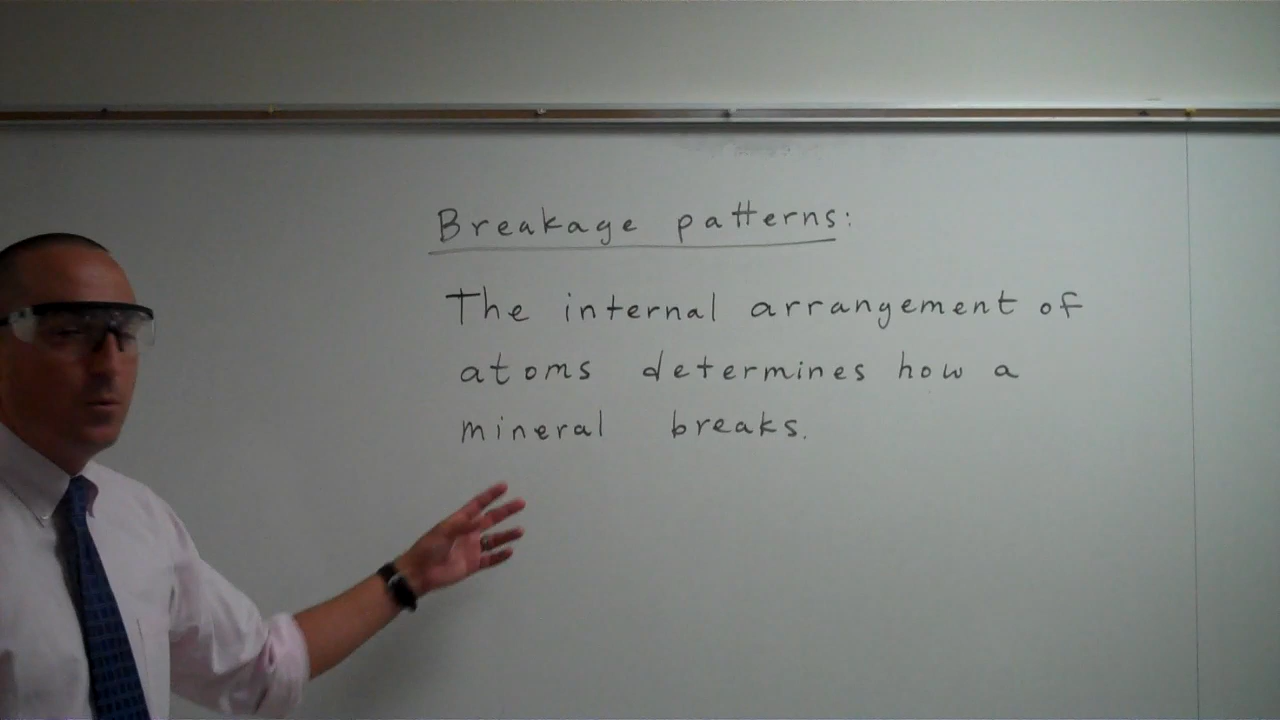 Breakage patterns:
The internal arrangement of
atoms determines how a
mineral breaks.